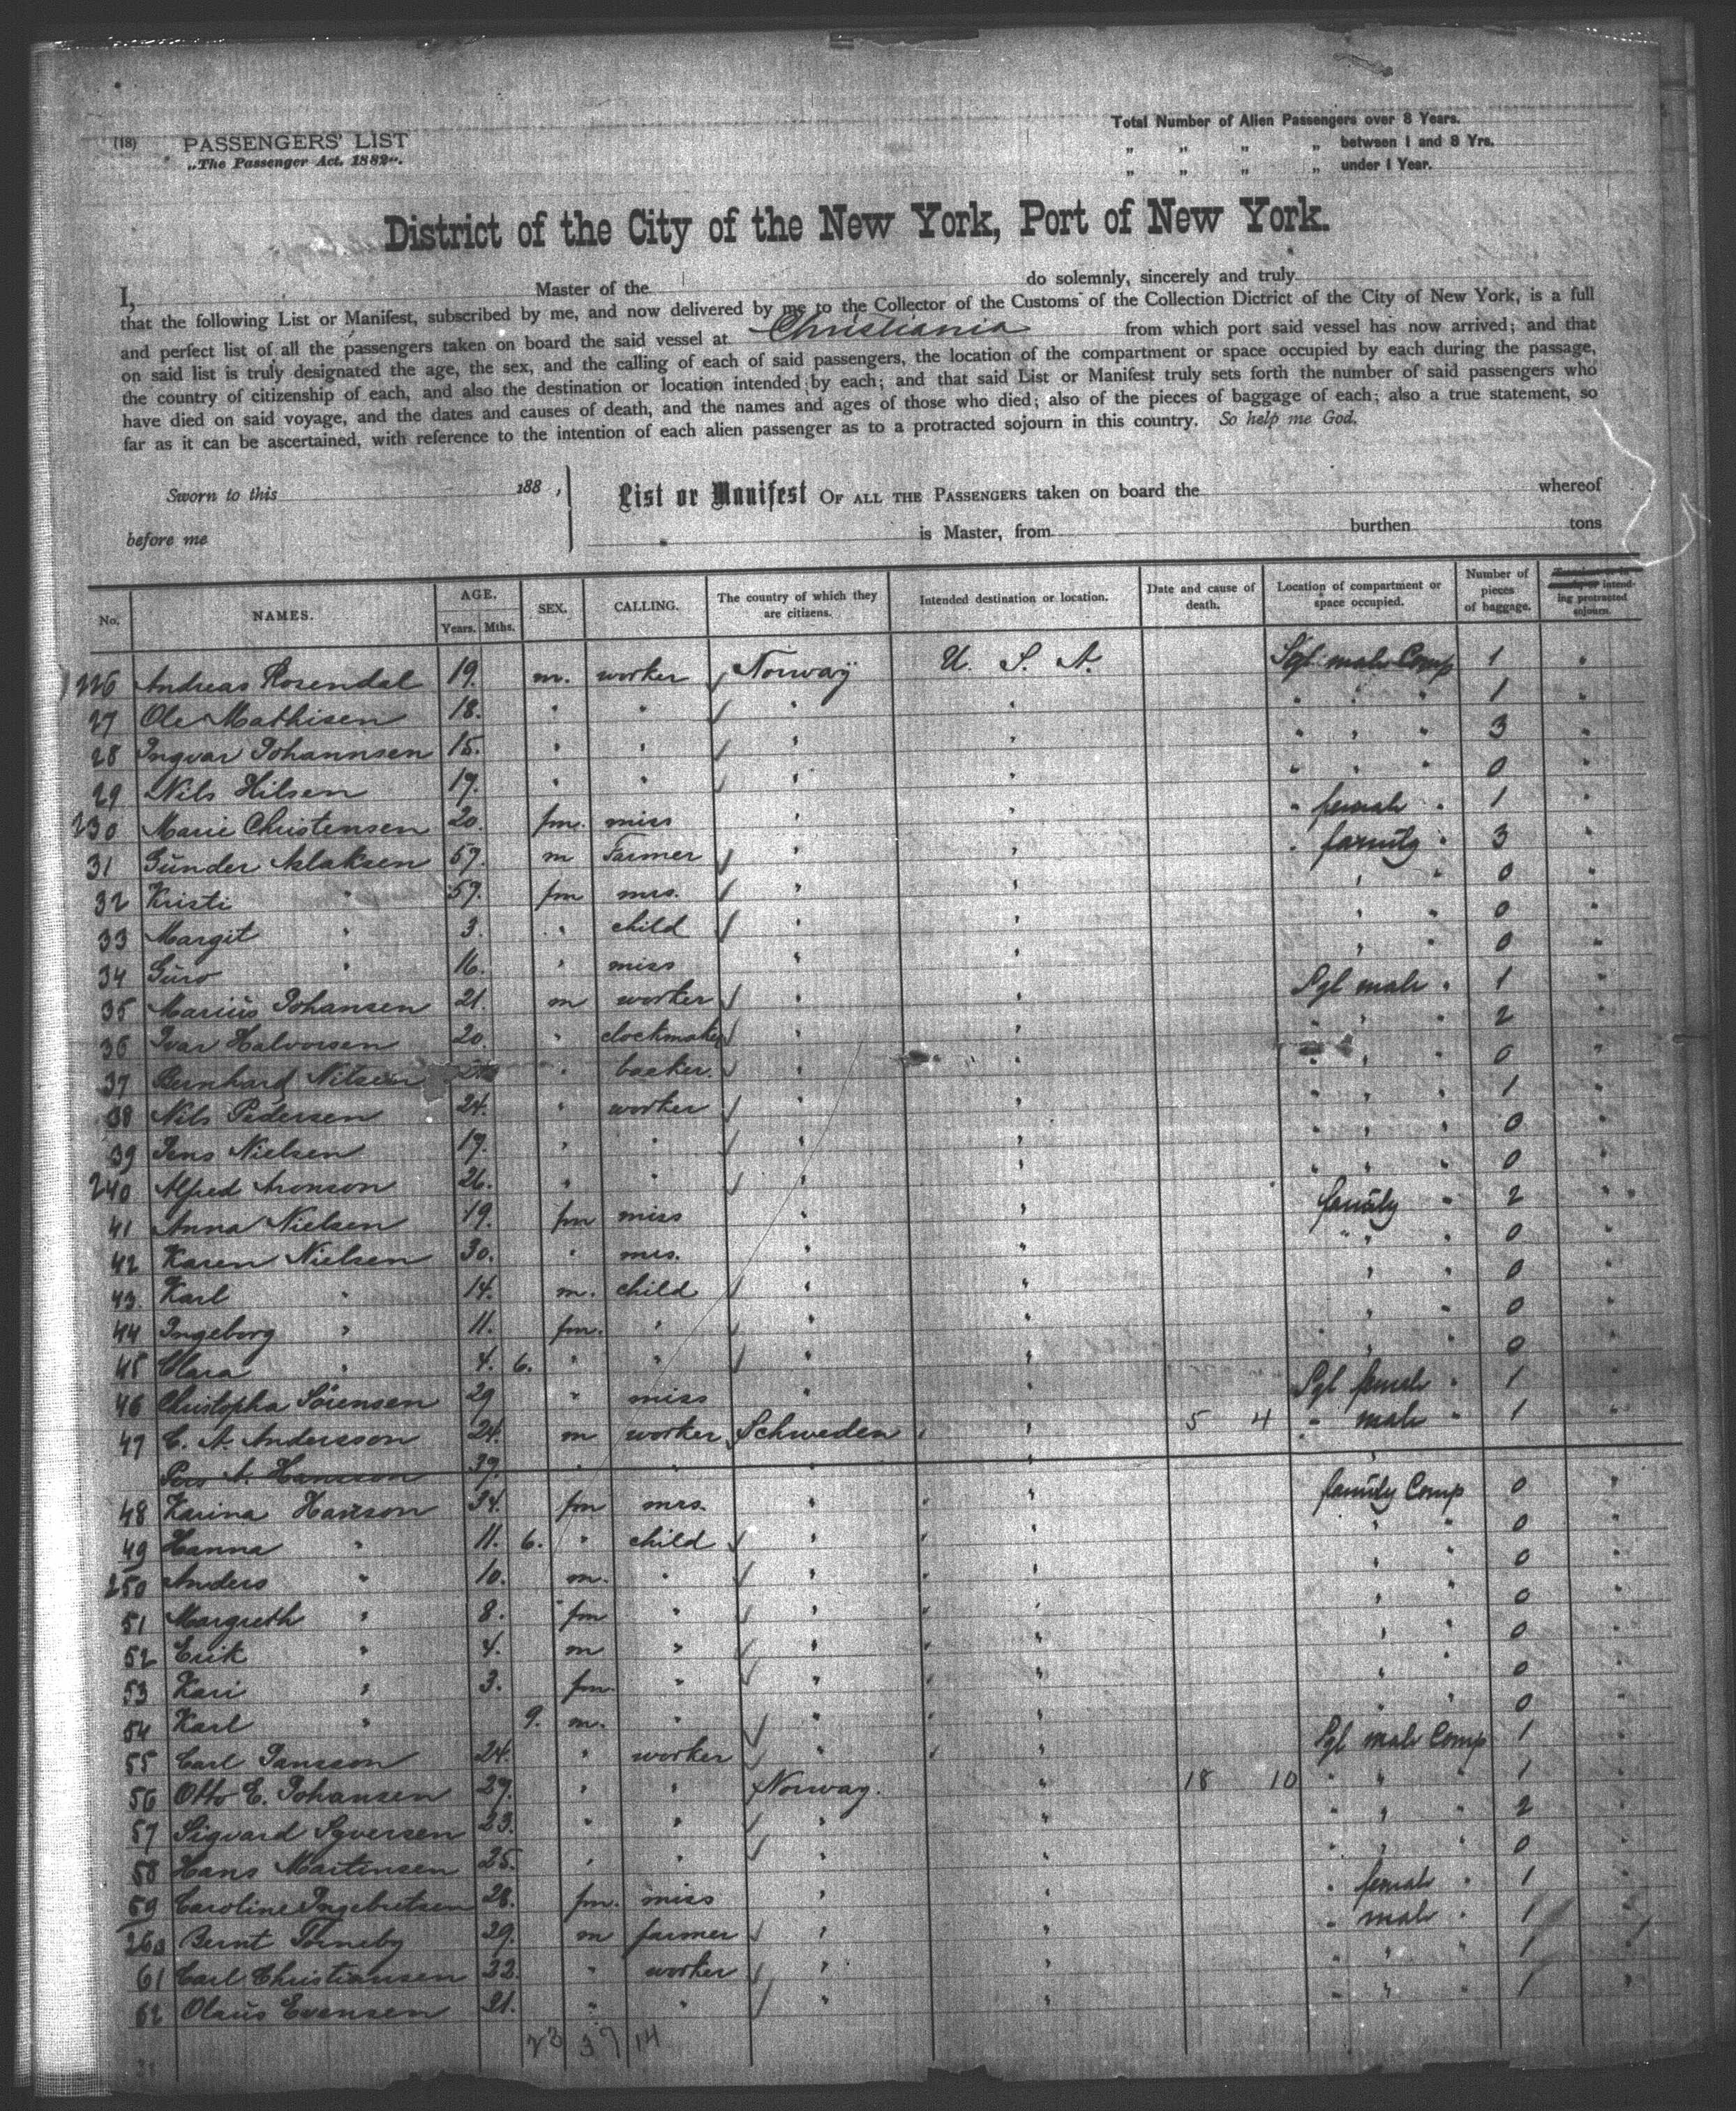 (18) PASSENGERS' LIST
„The Passenger Act. 1882".
Total Number of Alien Passengers over 8 Years.
„ „ „ „ between 1 and 8 Yrs.
„ „ „ „ under 1 Year.
District of the City of the New York, Port of New York.
I, Master of the do solemnly, sincerely and truly
that the following List or Manifest, subscribed by me, and now delivered by me to the Collector of the Customs of the Collection Dictrict of the City of New York, is a full
and perfect list of all the passengers taken on board the said vessel at Christiania from which port said vessel has now arrived; and that
on said list is truly designated the age, the sex, and the calling of each of said passengers, the location of the compartment or space occupied by each during the passage,
the country of citizenship of each, and also the destination or location intended by each; and that said List or Manifest truly sets forth the number of said passengers who
have died on said voyage, and the dates and causes of death, and the names and ages of those who died; also of the pieces of baggage of each; also a true statement, so
far as it can be ascertained, with reference to the intention of each alien passenger as to a protracted sojourn in this country. So help me God.
Sworn to this 188 , List or Manifest OF ALL THE PASSENGERS taken on board the whereof
before me is Master, from burthen tons
No. NAMES. AGE. Years. Mths. SEX. CALLING. The country of which they are citizens. Intended destination or location. Date and cause of death. Location of compartment or space occupied. Number of pieces of baggage. intending protracted sojourn.
226 Andreas Rosendal 19. m. worker Norway U. S. A. Sgl male Comp 1 "
27 Ole Mathisen 18. " " " " " " " 1 "
28 Ingvar Johannsen 15. " " " " " " " 3 "
29 Nils Hilsen 19. " " " " " " " 0 "
230 Marie Christensen 20. fm. miss " " " female " 1 "
31 Gunder Aslaksen 57. m Farmer " " " family " 3 "
32 Kristi " 57. fm mrs. " " " " 0 "
33 Margit " 3. " child " " " " 0 "
34 Guro " 16. " miss " " " " 0 "
35 Marius Johansen 21. m worker " " Sgl male " 1 "
36 Ivar Halvorsen 20. " clockmaker " " " " " 2 "
37 Bernhard Nilsen " backer. " " " " " 0 "
38 Nils Pedersen 24. " worker " " " " " 1 "
39 Jens Nielsen 19. " " " " " " " 0 "
240 Alfred Aronson 26. " " " " " " " 0 "
41 Anna Nielsen 19. fm miss " " family " 2 "
42 Karen Nielsen 30. " mrs. " " " " 0 "
43. Karl " 14. m. child " " " " 0 "
44 Ingeborg " 11. fm. " " " " " 0 "
45 Clara " 4. 6. " " " " " " 0 "
46 Christopha Sörensen 29 " miss " " Sgl female " 1 "
47 C. A. Andersson 24. m worker Schweden " 5 4 " male " 1 "
Pers A. Hansson 39. " " " " "
48 Karina Hanson 34. fm mrs. " " family Comp 0 "
49 Hanna " 11. 6. " child " " " " 0 "
250 Anders " 10. m. " " " " " 0 "
51 Margreth " 8. fm " " " " " 0 "
52 Erik " 4. m " " " " " 0 "
53 Kari " 3. fm. " " " " " 0 "
54 Karl " 9. m. " " " " " 0 "
55 Carl Jansson 24. " worker " " Sgl male Comp 1 "
56 Otto E. Johansen 29. " " Norway. " 18 10 " " " 1 "
57 Sigvard Syversen 23. " " " " " " " 2 "
58 Hans Martinsen 25. " " " " " " " 0 "
59 Caroline Ingebretsen 28. fm. miss " " " female " 1 "
260 Bernt Torneby 29. m farmer " " " male " 1 "
61 Carl Christiansen 22. " worker " " " " " 1 "
62 Olaus Evensen 21. " " " " " " " 1 "
23 37 14